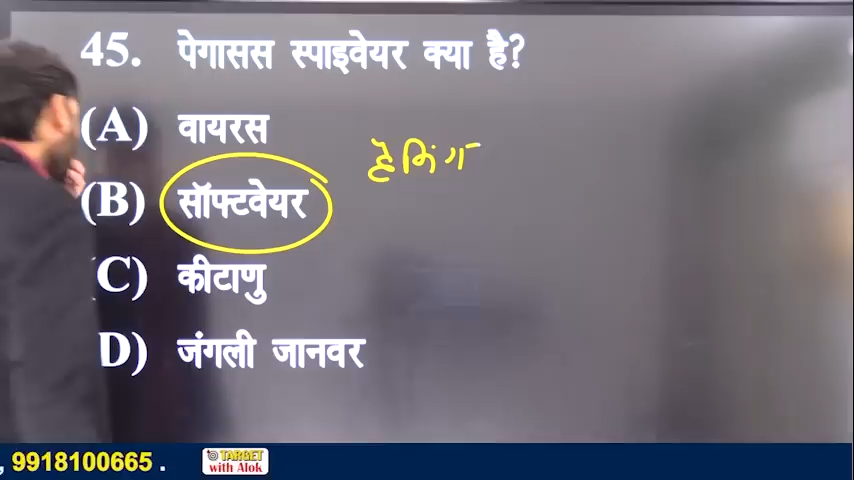 45. पेगासस स्पाइवेयर क्या है?
(A) वायरस
(B) सॉफ्टवेयर
C) कीटाणु
D) जंगली जानवर
, 9918100665 .
TARGET
with Alok